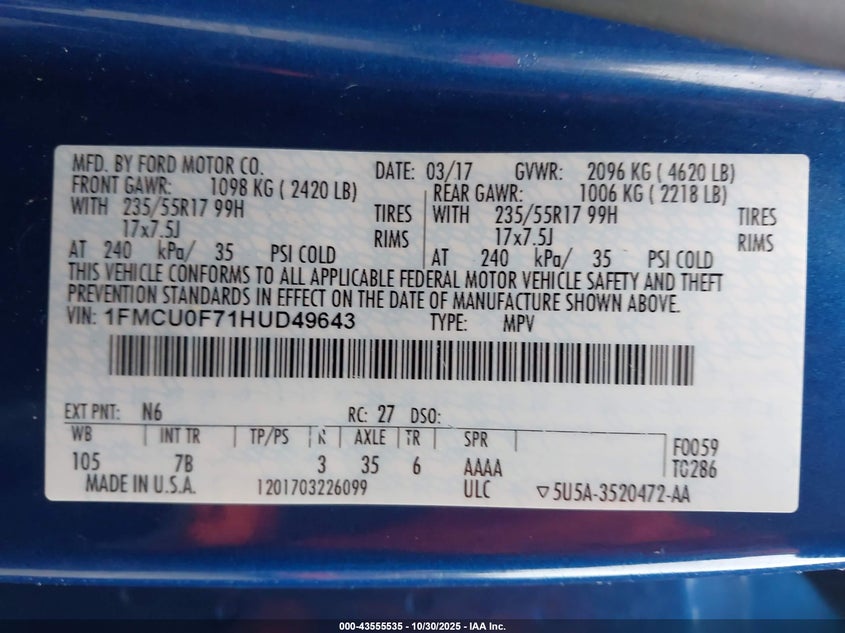 MFD. BY FORD MOTOR CO. DATE: 03/17 GVWR: 2096 KG ( 4620 LB)
FRONT GAWR: 1098 KG ( 2420 LB) REAR GAWR: 1006 KG ( 2218 LB)
WITH 235/55R17 99H TIRES WITH 235/55R17 99H TIRES
17x7.5J RIMS 17x7.5J RIMS
AT 240 kPa/ 35 PSI COLD AT 240 kPa/ 35 PSI COLD
THIS VEHICLE CONFORMS TO ALL APPLICABLE FEDERAL MOTOR VEHICLE SAFETY AND THEFT
PREVENTION STANDARDS IN EFFECT ON THE DATE OF MANUFACTURE SHOWN ABOVE.
VIN: 1FMCU0F71HUD49643 TYPE: MPV
EXT PNT: N6 RC: 27 DSO:
WB INT TR TP/PS R AXLE TR SPR F0059
105 7B 3 35 6 AAAA T0286
MADE IN U.S.A. 1201703226099 ULC ▽5U5A-3520472-AA
000-43555535 - 10/30/2025 - IAA Inc.